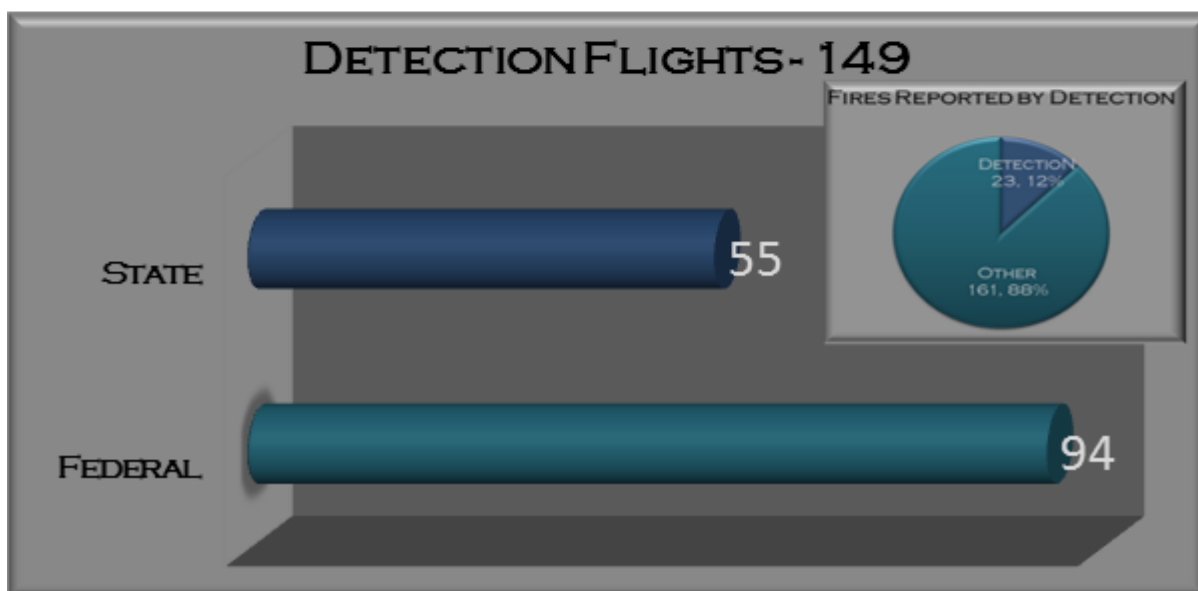 DETECTION FLIGHTS - 149
FIRES REPORTED BY DETECTION
DETECTION
23, 12%
OTHER
161, 88%
STATE
55
FEDERAL
94